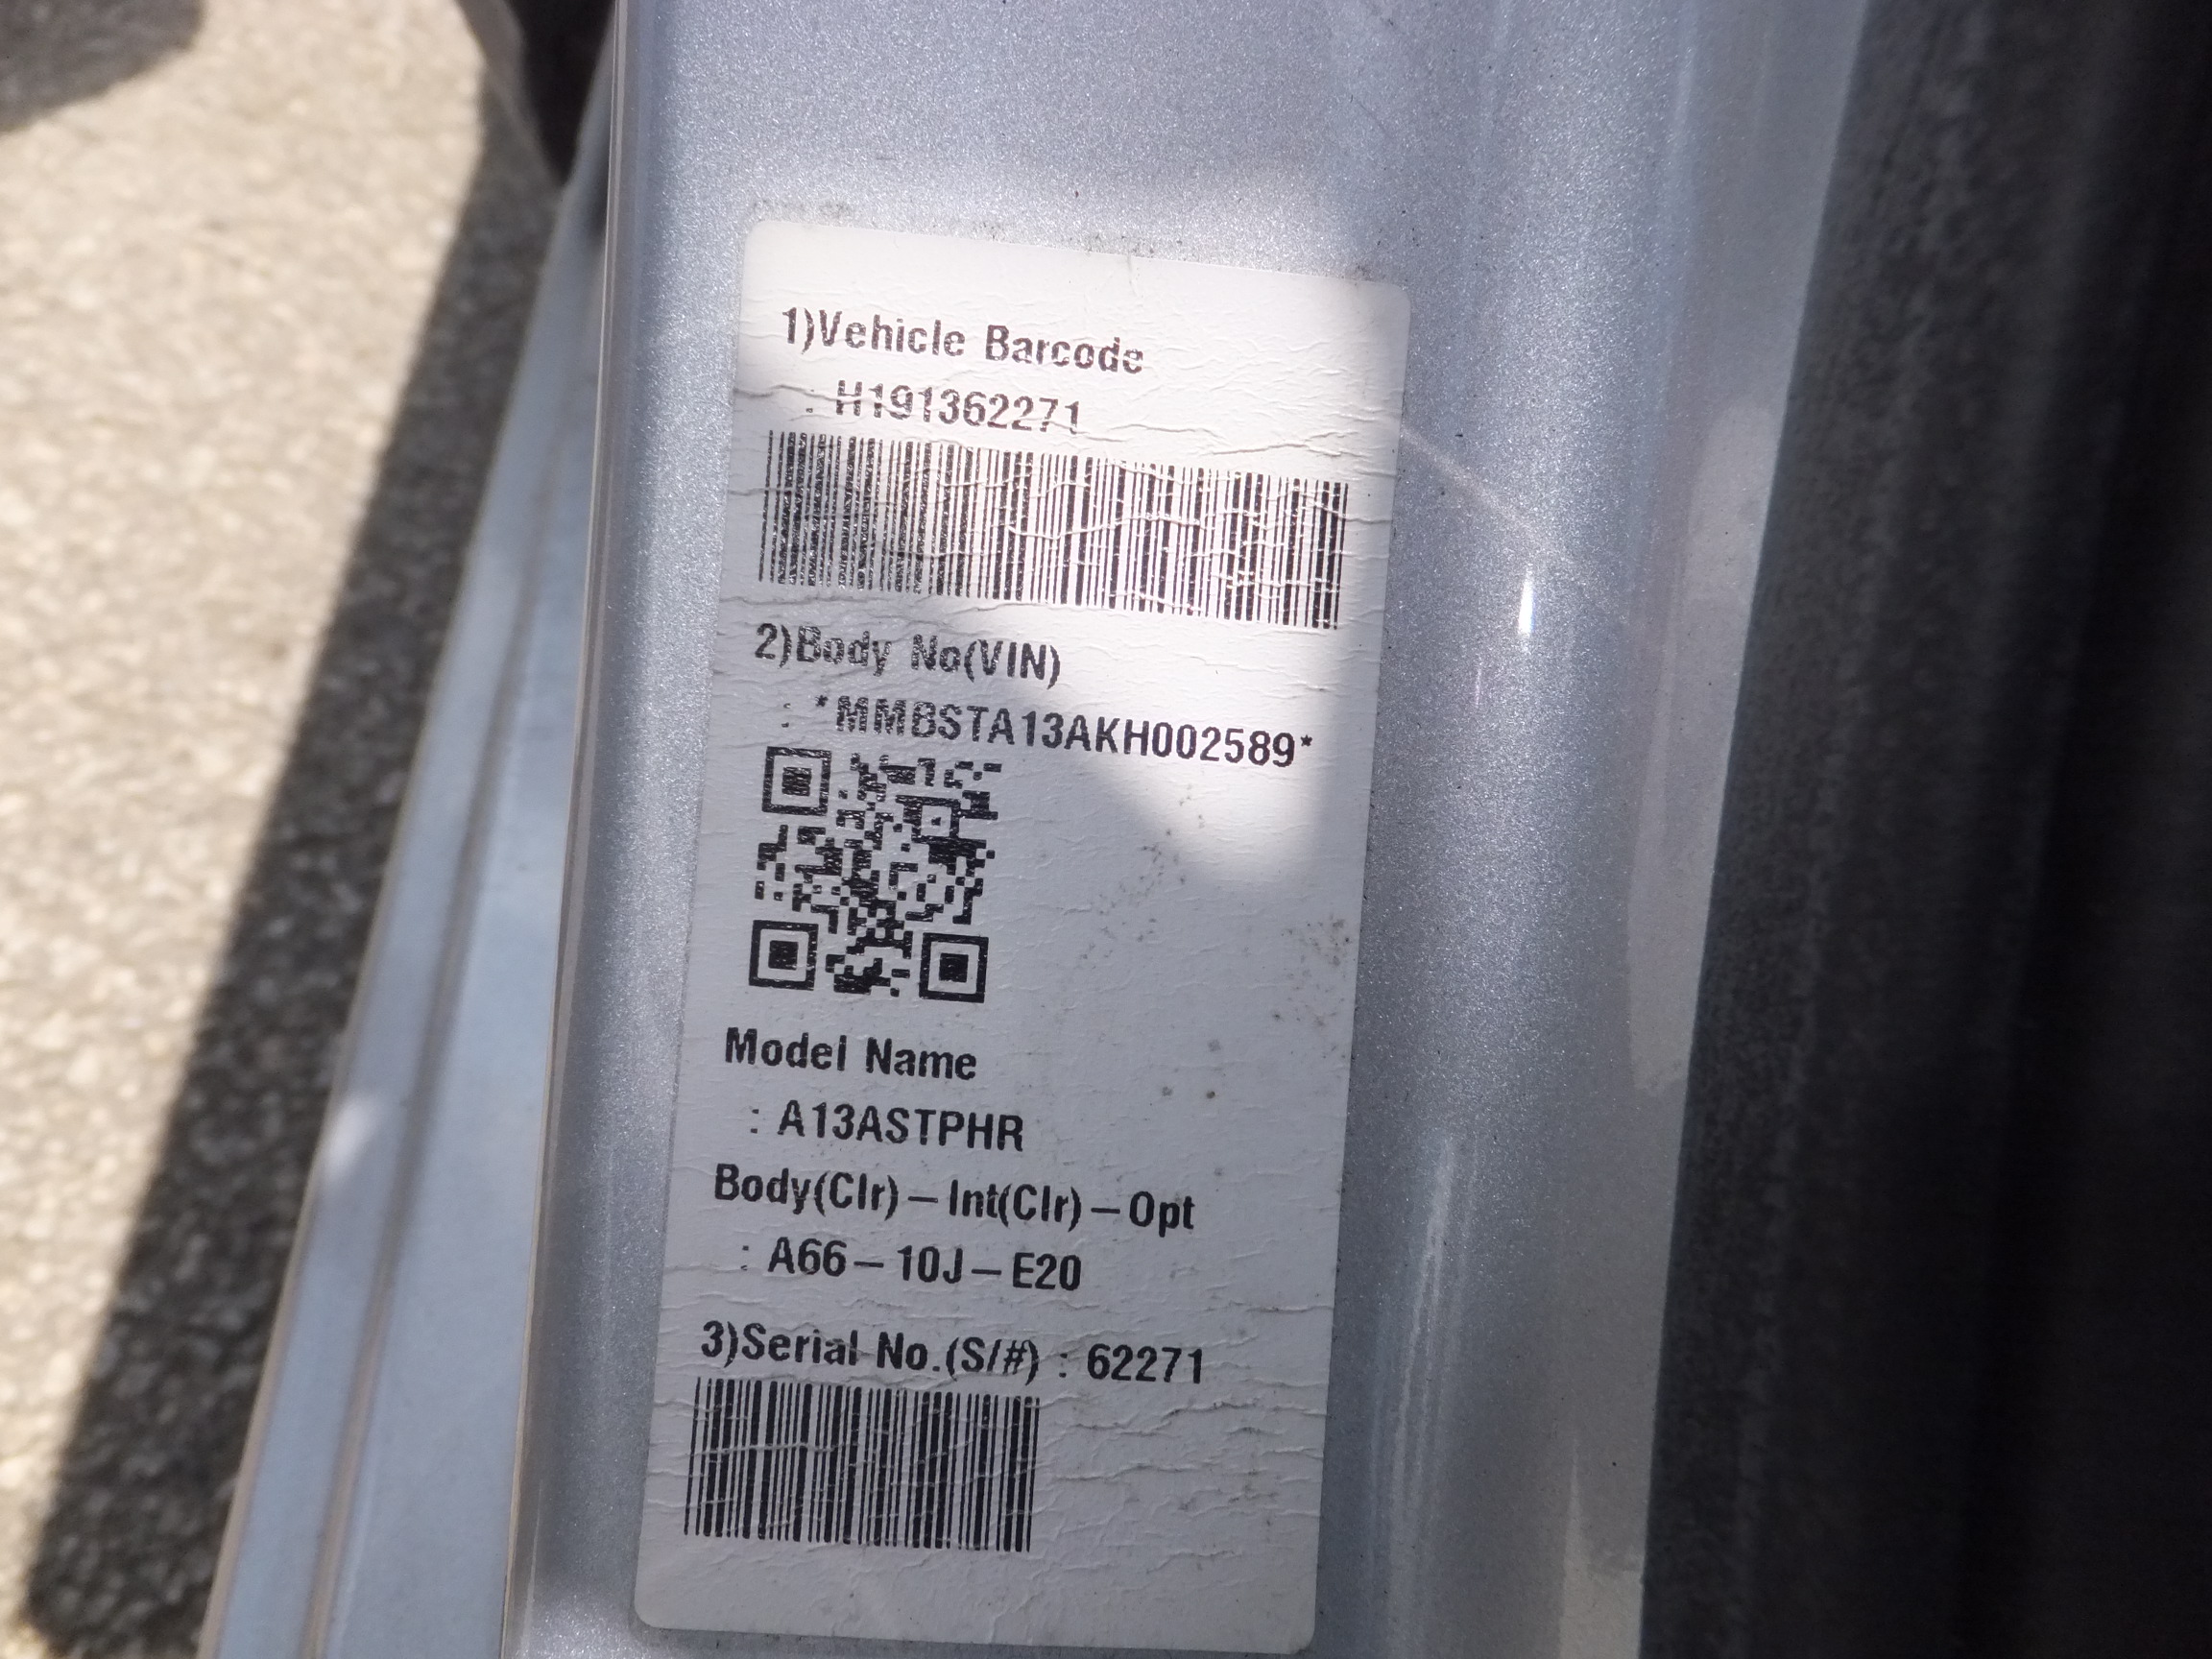 1)Vehicle Barcode
: H191362271
2)Body No(VIN)
: *MMBSTA13AKH002589*
Model Name
: A13ASTPHR
Body(Clr)－Int(Clr)－Opt
: A66－10J－E20
3)Serial No.(S/#) : 62271